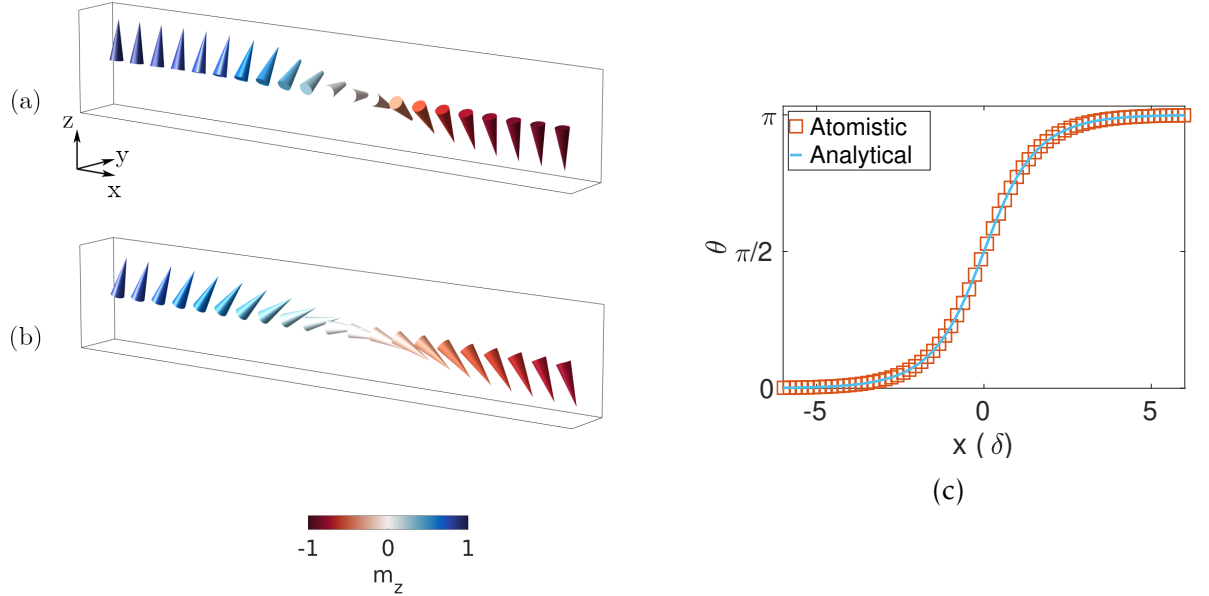 (a)
z
y
x
(b)
-1 0 1
m_z
π
Atomistic
Analytical
θ π/2
0
-5 0 5
x ( δ)
(c)